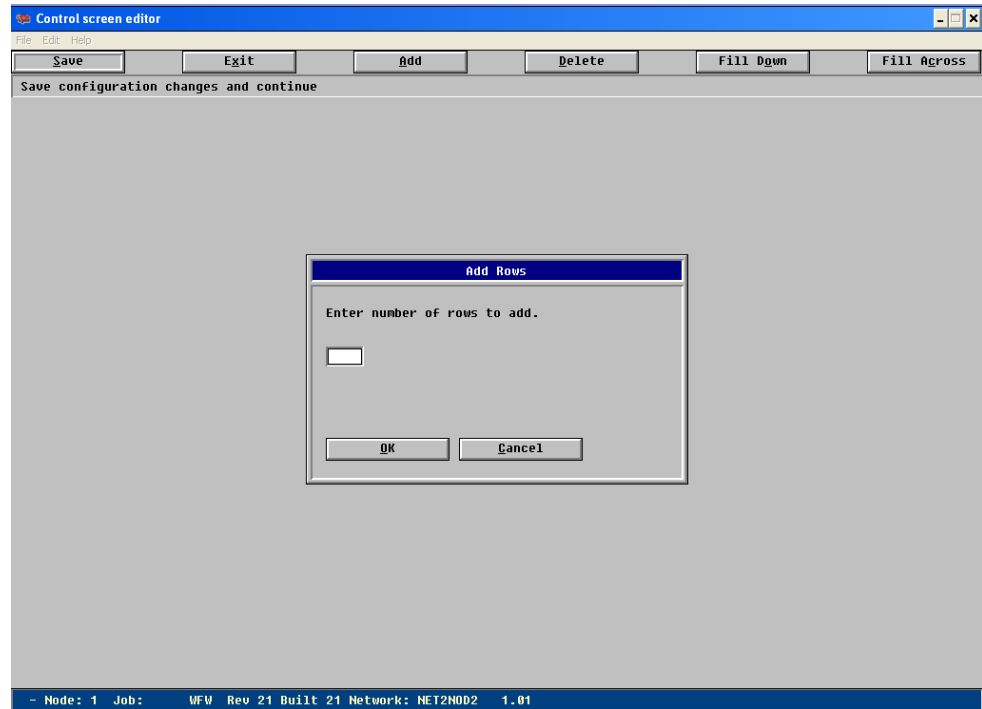 Control screen editor
File Edit Help
Save Exit Add Delete Fill Down Fill Across
Save configuration changes and continue
Add Rows
Enter number of rows to add.
OK Cancel
- Node: 1 Job: WFW Rev 21 Built 21 Network: NET2NOD2 1.01